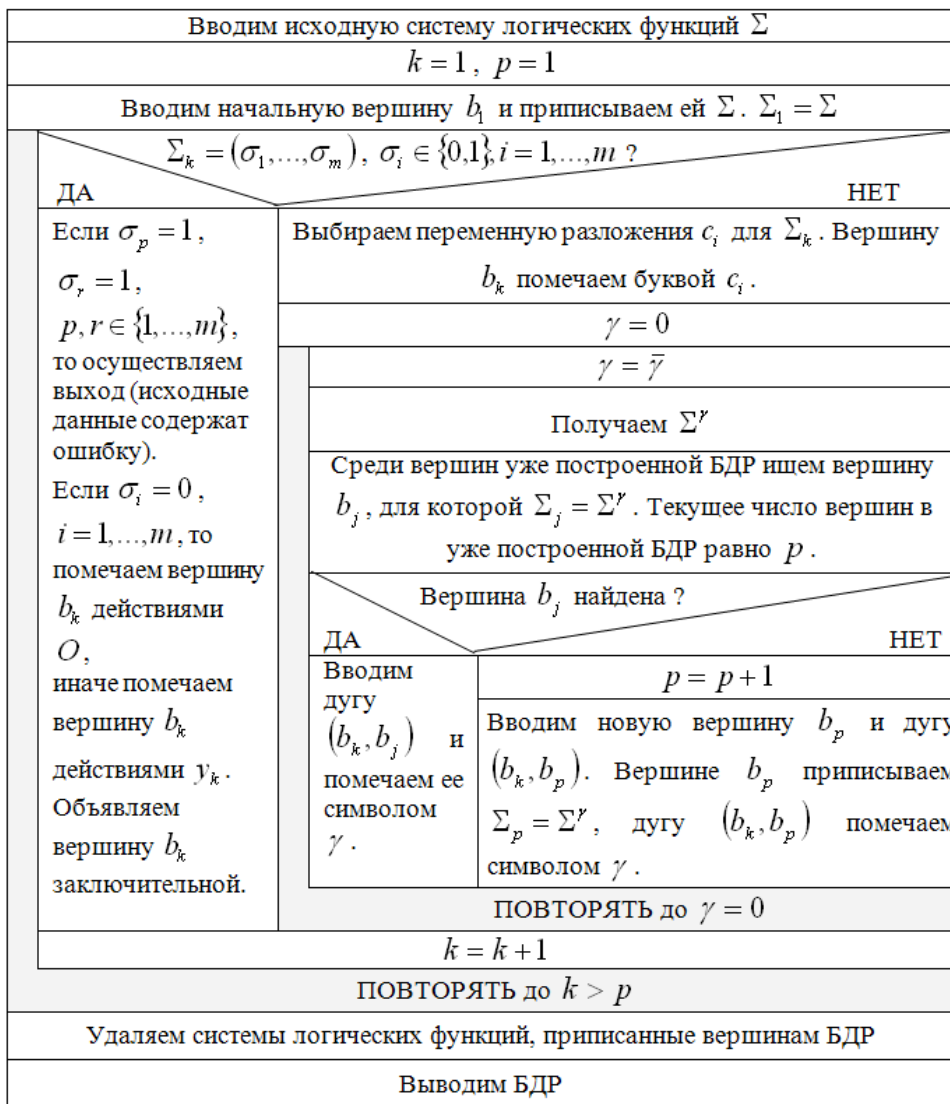 Вводим исходную систему логических функций Σ
k = 1 , p = 1
Вводим начальную вершину b₁ и приписываем ей Σ . Σ₁ = Σ
Σₖ = (σ₁,...,σₘ), σᵢ ∈ {0,1}, i = 1,...,m ?
ДА
НЕТ
Если σₚ = 1 ,
σᵣ = 1 ,
p, r ∈ {1,...,m},
то осуществляем
выход (исходные
данные содержат
ошибку).
Если σᵢ = 0 ,
i = 1,...,m , то
помечаем вершину
bₖ действиями
O ,
иначе помечаем
вершину bₖ
действиями yₖ .
Объявляем
вершину bₖ
заключительной.
Выбираем переменную разложения cᵢ для Σₖ . Вершину
bₖ помечаем буквой cᵢ .
γ = 0
γ = γ̅
Получаем Σᵞ
Среди вершин уже построенной БДР ищем вершину
bⱼ , для которой Σⱼ = Σᵞ . Текущее число вершин в
уже построенной БДР равно p .
Вершина bⱼ найдена ?
ДА
НЕТ
Вводим
дугу
(bₖ, bⱼ) и
помечаем ее
символом
γ .
p = p + 1
Вводим новую вершину bₚ и дугу
(bₖ, bₚ). Вершине bₚ приписываем
Σₚ = Σᵞ , дугу (bₖ, bₚ) помечаем
символом γ .
ПОВТОРЯТЬ до γ = 0
k = k + 1
ПОВТОРЯТЬ до k > p
Удаляем системы логических функций, приписанные вершинам БДР
Выводим БДР